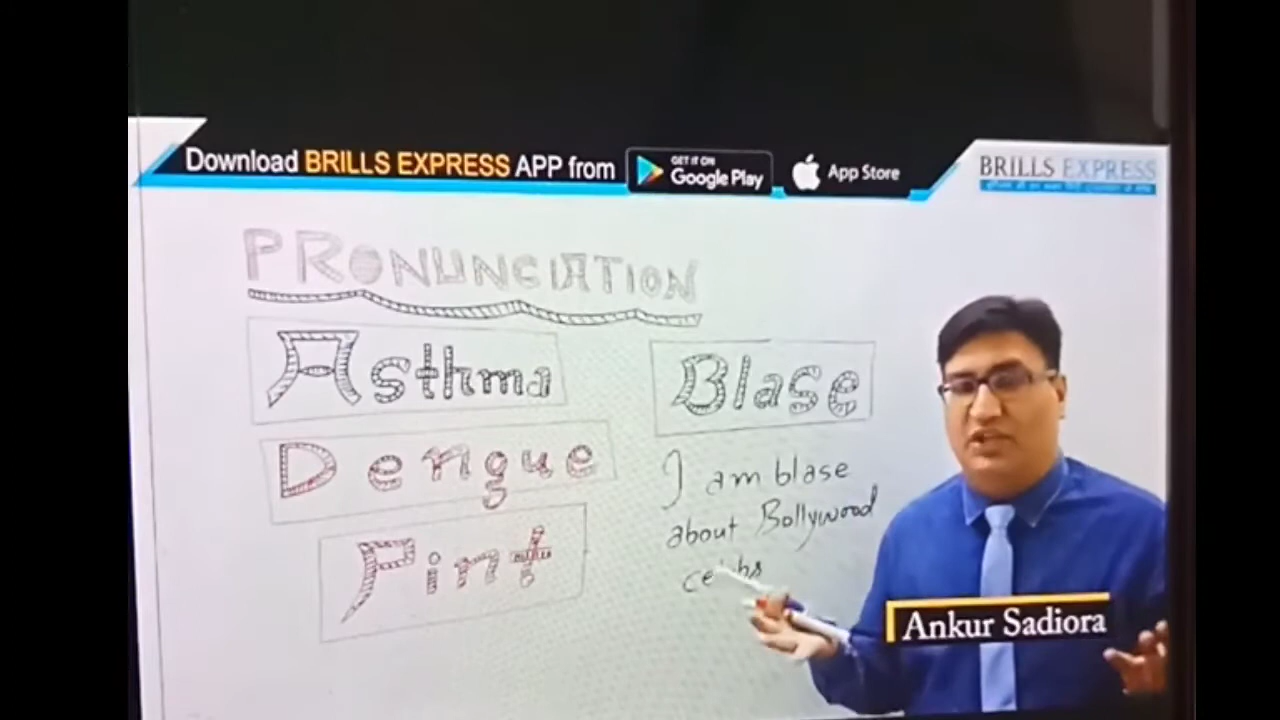 Download BRILLS EXPRESS APP from
GET IT ON
Google Play
App Store
BRILLS EXPRESS
PRONUNCIATION
Asthma
Blase
Dengue
I am blase
about Bollywood
Pint
Ankur Sadiora